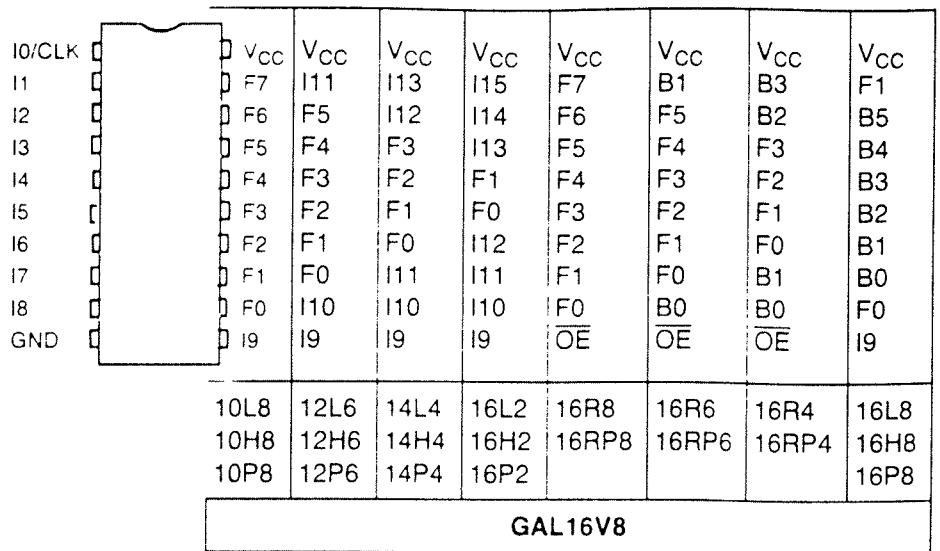 I0/CLK VCC VCC VCC VCC VCC VCC VCC VCC
I1 F7 I11 I13 I15 F7 B1 B3 F1
I2 F6 F5 I12 I14 F6 F5 B2 B5
I3 F5 F4 F3 I13 F5 F4 F3 B4
I4 F4 F3 F2 F1 F4 F3 F2 B3
I5 F3 F2 F1 F0 F3 F2 F1 B2
I6 F2 F1 F0 I12 F2 F1 F0 B1
I7 F1 F0 I11 I11 F1 F0 B1 B0
I8 F0 I10 I10 I10 F0 B0 B0 F0
GND I9 I9 I9 I9 OE OE OE I9
10L8 12L6 14L4 16L2 16R8 16R6 16R4 16L8
10H8 12H6 14H4 16H2 16RP8 16RP6 16RP4 16H8
10P8 12P6 14P4 16P2 16P8
GAL16V8